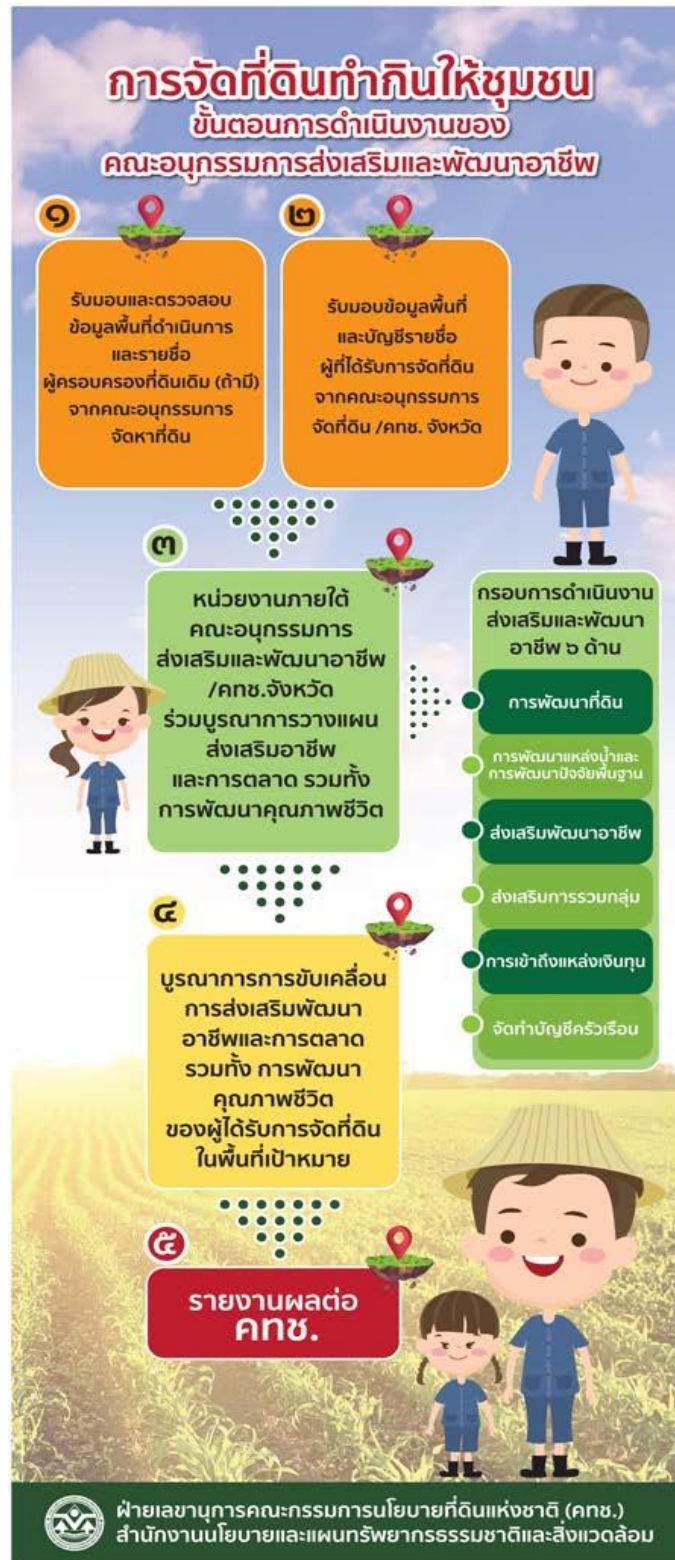 การจัดที่ดินทำกินให้ชุมชน
ขั้นตอนการดำเนินงานของ
คณะอนุกรรมการส่งเสริมและพัฒนาอาชีพ
๑
รับมอบและตรวจสอบ
ข้อมูลพื้นที่ดำเนินการ
และรายชื่อ
ผู้ครอบครองที่ดินเดิม (ถ้ามี)
จากคณะอนุกรรมการ
จัดหาที่ดิน
๒
รับมอบข้อมูลพื้นที่
และบัญชีรายชื่อ
ผู้ที่ได้รับการจัดที่ดิน
จากคณะอนุกรรมการ
จัดที่ดิน /คทช. จังหวัด
๓
หน่วยงานภายใต้
คณะอนุกรรมการ
ส่งเสริมและพัฒนาอาชีพ
/คทช.จังหวัด
ร่วมบูรณาการวางแผน
ส่งเสริมอาชีพ
และการตลาด รวมทั้ง
การพัฒนาคุณภาพชีวิต
กรอบการดำเนินงาน
ส่งเสริมและพัฒนา
อาชีพ ๖ ด้าน
การพัฒนาที่ดิน
การพัฒนาแหล่งน้ำและ
การพัฒนาปัจจัยพื้นฐาน
ส่งเสริมพัฒนาอาชีพ
ส่งเสริมการรวมกลุ่ม
การเข้าถึงแหล่งเงินทุน
จัดทำบัญชีครัวเรือน
๔
บูรณาการการขับเคลื่อน
การส่งเสริมพัฒนา
อาชีพและการตลาด
รวมทั้ง การพัฒนา
คุณภาพชีวิต
ของผู้ได้รับการจัดที่ดิน
ในพื้นที่เป้าหมาย
๕
รายงานผลต่อ
คทช.
ฝ่ายเลขานุการคณะกรรมการนโยบายที่ดินแห่งชาติ (คทช.)
สำนักงานนโยบายและแผนทรัพยากรธรรมชาติและสิ่งแวดล้อม